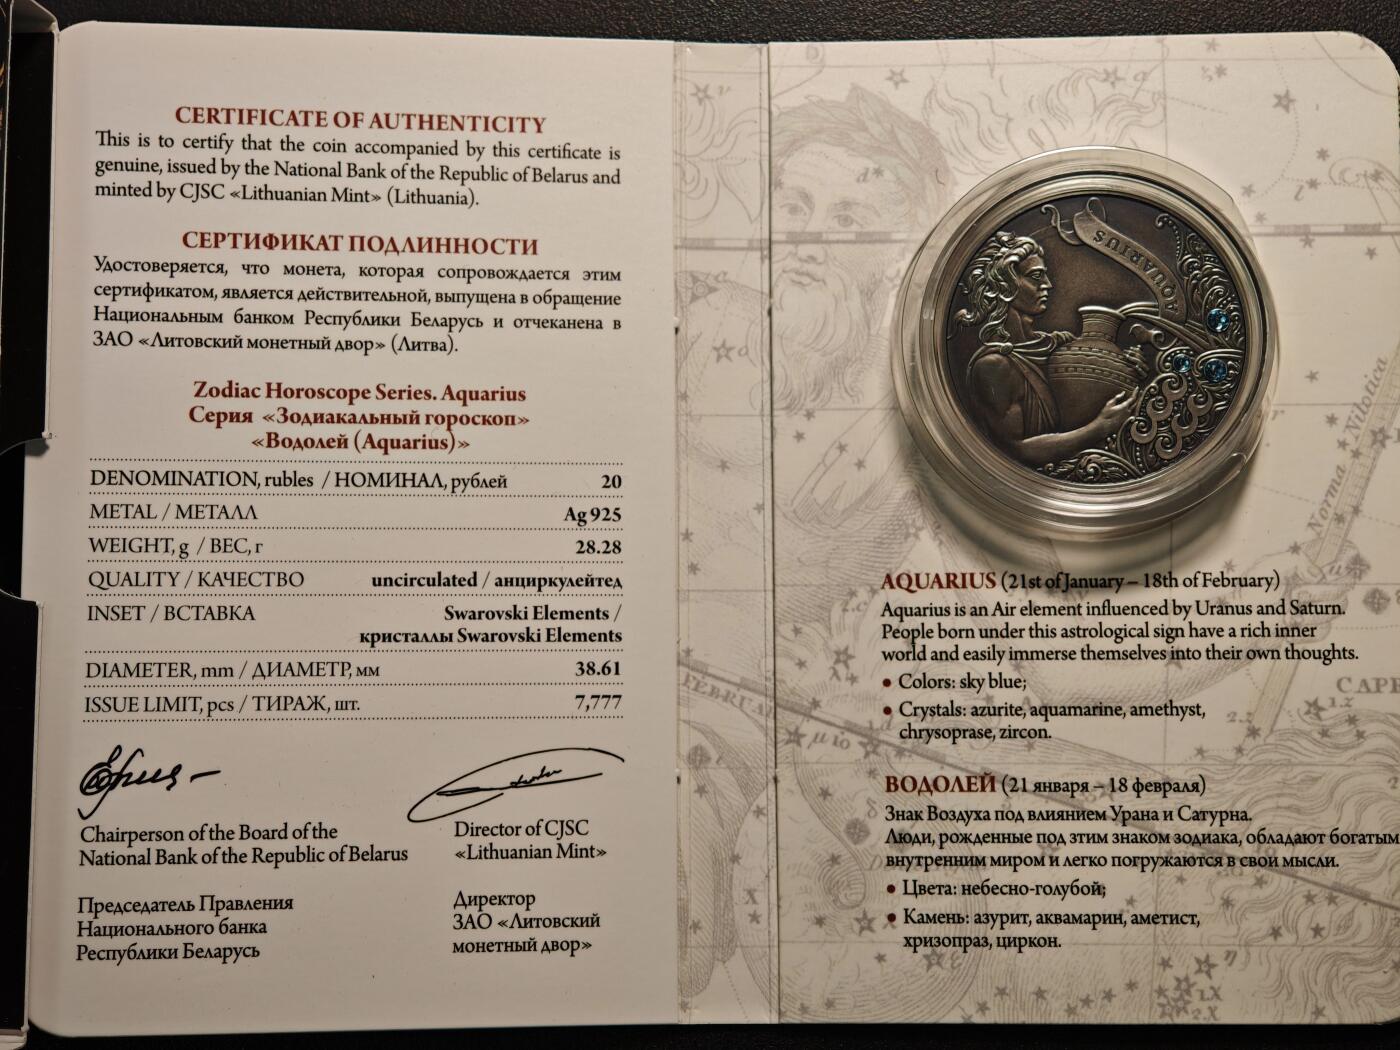 CERTIFICATE OF AUTHENTICITY
This is to certify that the coin accompanied by this certificate is
genuine, issued by the National Bank of the Republic of Belarus and
minted by CJSC «Lithuanian Mint» (Lithuania).
СЕРТИФИКАТ ПОДЛИННОСТИ
Удостоверяется, что монета, которая сопровождается этим
сертификатом, является действительной, выпущена в обращение
Национальным банком Республики Беларусь и отчеканена в
ЗАО «Литовский монетный двор» (Литва).
Zodiac Horoscope Series. Aquarius
Серия «Зодиакальный гороскоп»
«Водолей (Aquarius)»
DENOMINATION, rubles / НОМИНАЛ, рублей 20
METAL / МЕТАЛЛ Ag 925
WEIGHT, g / ВЕС, г 28.28
QUALITY / КАЧЕСТВО uncirculated / анциркулейтед
INSET / ВСТАВКА Swarovski Elements /
кристаллы Swarovski Elements
DIAMETER, mm / ДИАМЕТР, мм 38.61
ISSUE LIMIT, pcs / ТИРАЖ, шт. 7,777
Chairperson of the Board of the
National Bank of the Republic of Belarus
Director of CJSC
«Lithuanian Mint»
Председатель Правления
Национального банка
Республики Беларусь
Директор
ЗАО «Литовский
монетный двор»
AQUARIUS
AQUARIUS (21st of January – 18th of February)
Aquarius is an Air element influenced by Uranus and Saturn.
People born under this astrological sign have a rich inner
world and easily immerse themselves into their own thoughts.
• Colors: sky blue;
• Crystals: azurite, aquamarine, amethyst,
chrysoprase, zircon.
ВОДОЛЕЙ (21 января – 18 февраля)
Знак Воздуха под влиянием Урана и Сатурна.
Люди, рожденные под зтим знаком зодиака, обладают богатым
внутренним миром и легко погружаются в свои мысли.
• Цвета: небесно-голубой;
• Камень: азурит, аквамарин, аметист,
хризопраз, циркон.
Norma Nilotica
FEBRUAR
CAPR